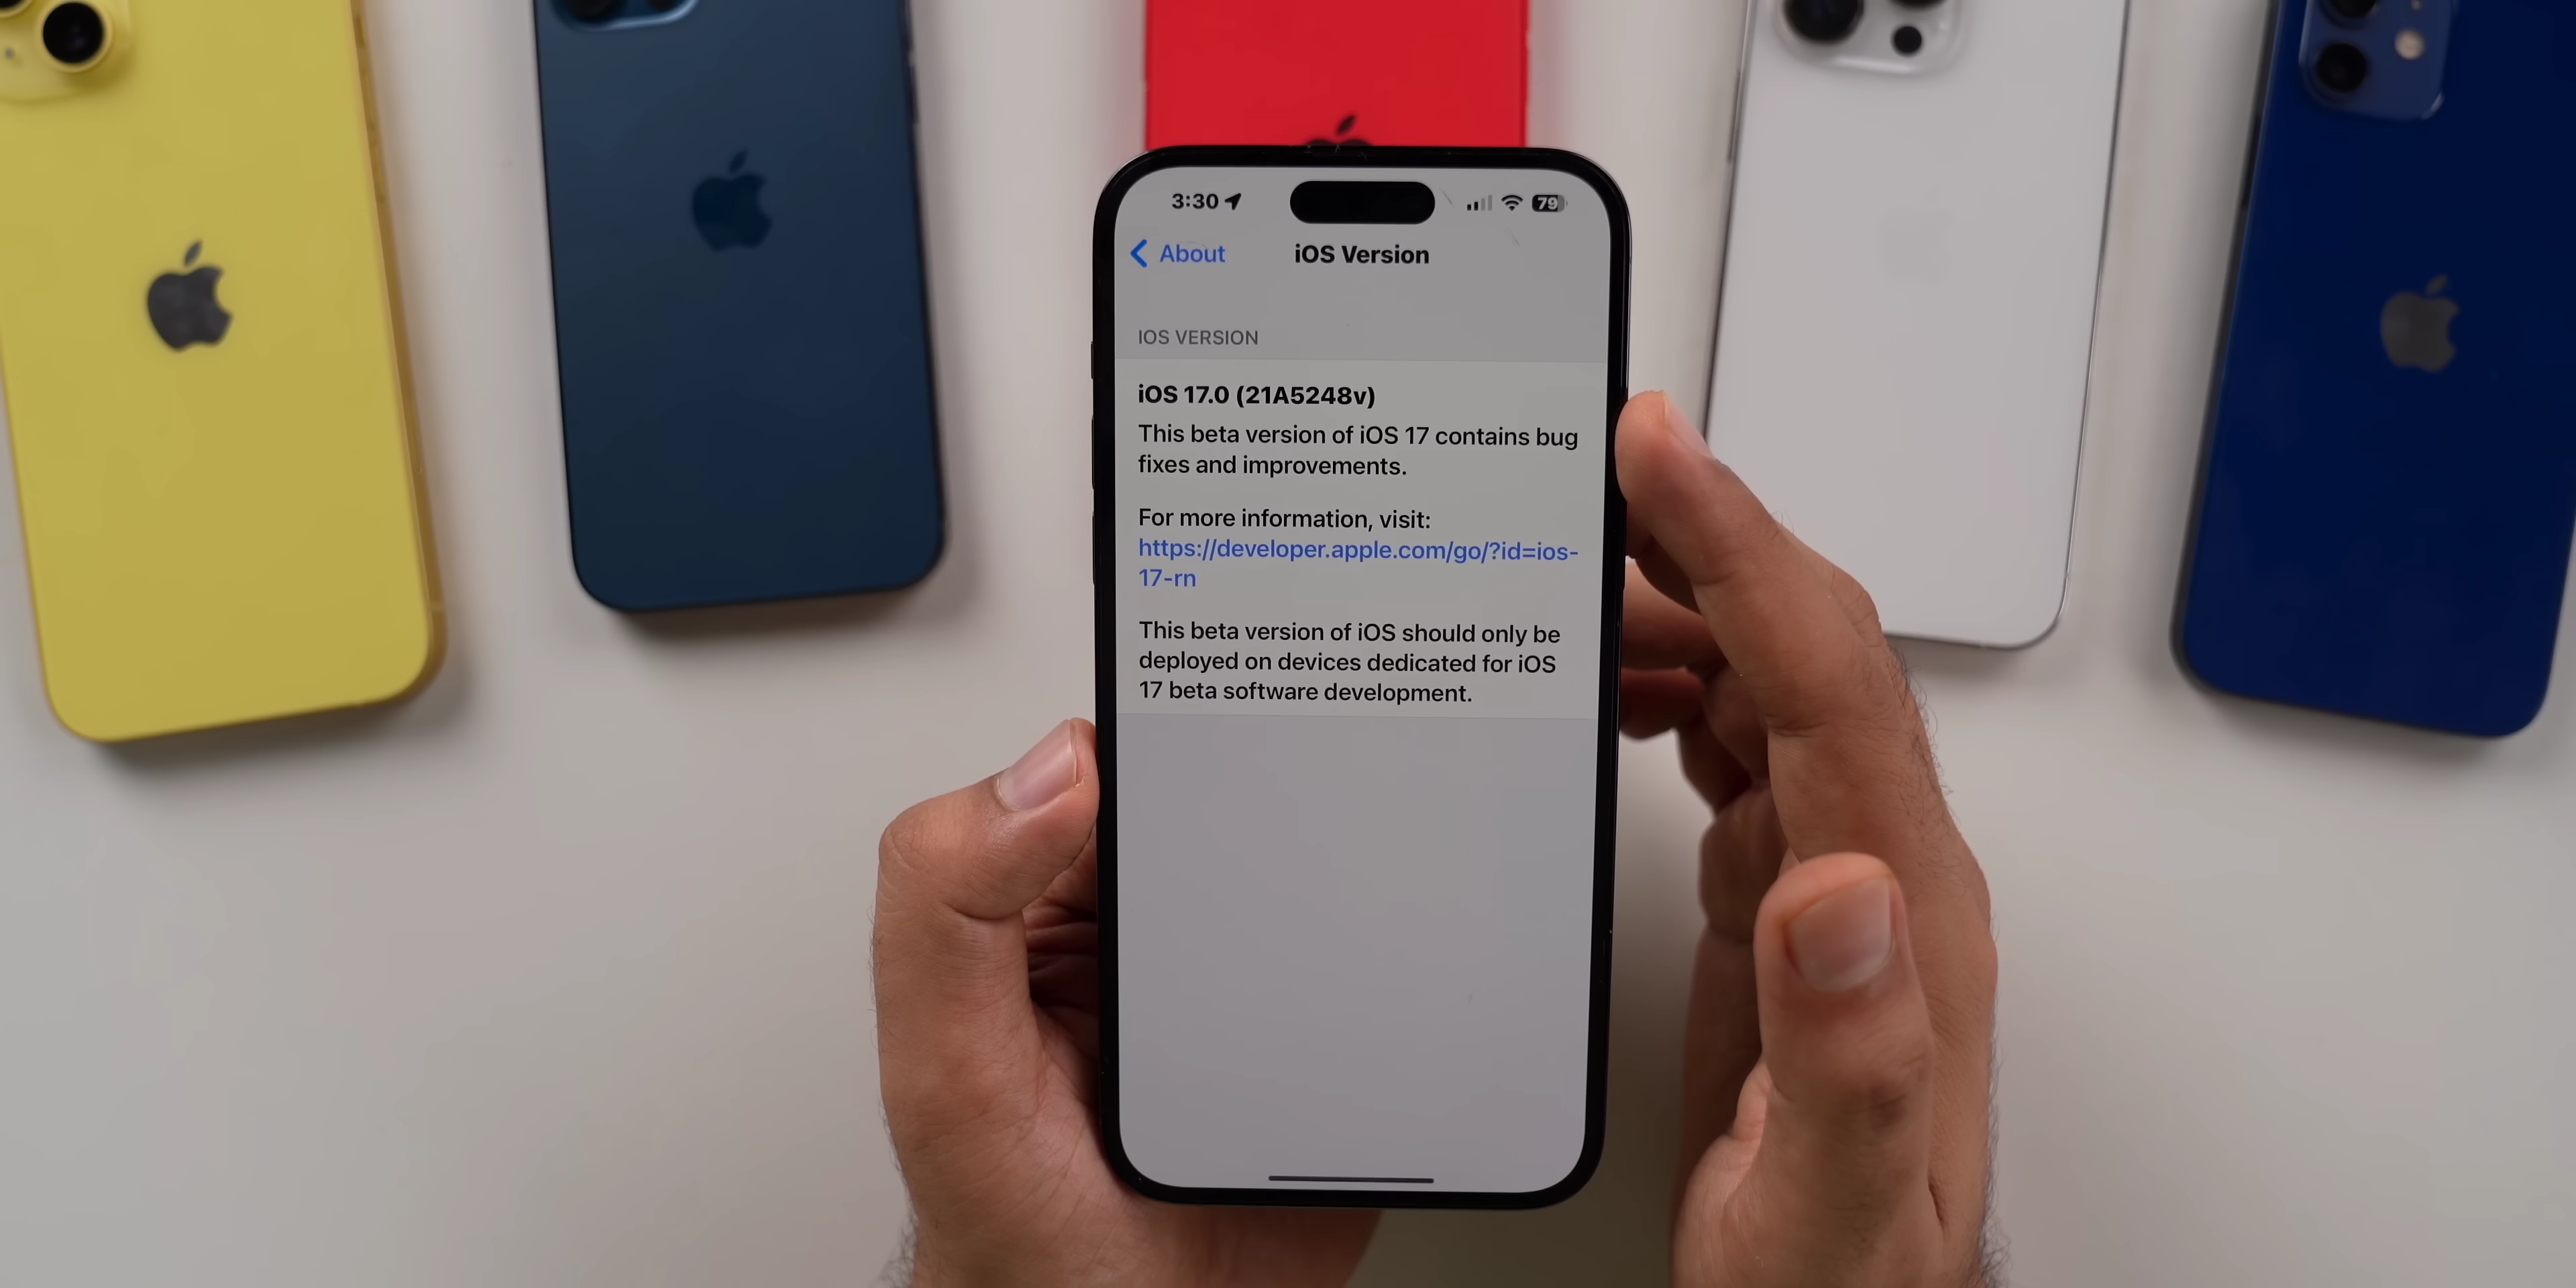 3:30
79
About
iOS Version
IOS VERSION
iOS 17.0 (21A5248v)
This beta version of iOS 17 contains bug
fixes and improvements.
For more information, visit:
https://developer.apple.com/go/?id=ios-
17-rn
This beta version of iOS should only be
deployed on devices dedicated for iOS
17 beta software development.